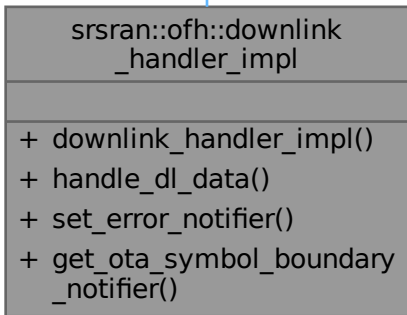 srsran::ofh::downlink
_handler_impl
+ downlink_handler_impl()
+ handle_dl_data()
+ set_error_notifier()
+ get_ota_symbol_boundary
_notifier()